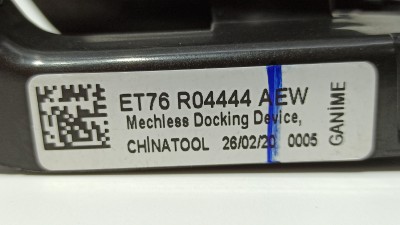 ET76 R04444 AEW
Mechless Docking Device,
CHINATOOL 26/02/20 0005
GANIME